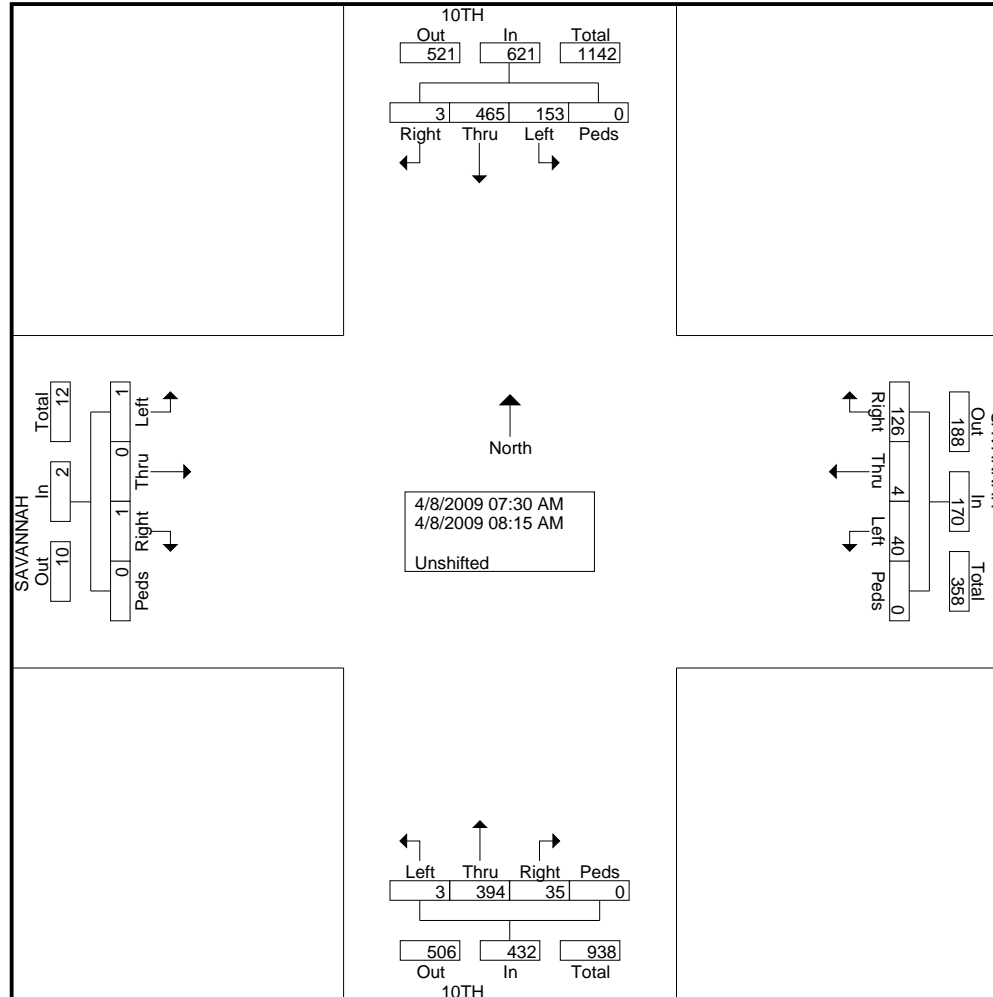 10TH
Out In Total
521 621 1142
3 465 153 0
Right Thru Left Peds
SAVANNAH
Total In Out
12 2 10
1 0 1 0
Left Thru Right Peds
North
4/8/2009 07:30 AM
4/8/2009 08:15 AM
Unshifted
Right Thru Left Peds
126 4 40 0
188 170 358
Out In Total
Left Thru Right Peds
3 394 35 0
506 432 938
Out In Total
10TH